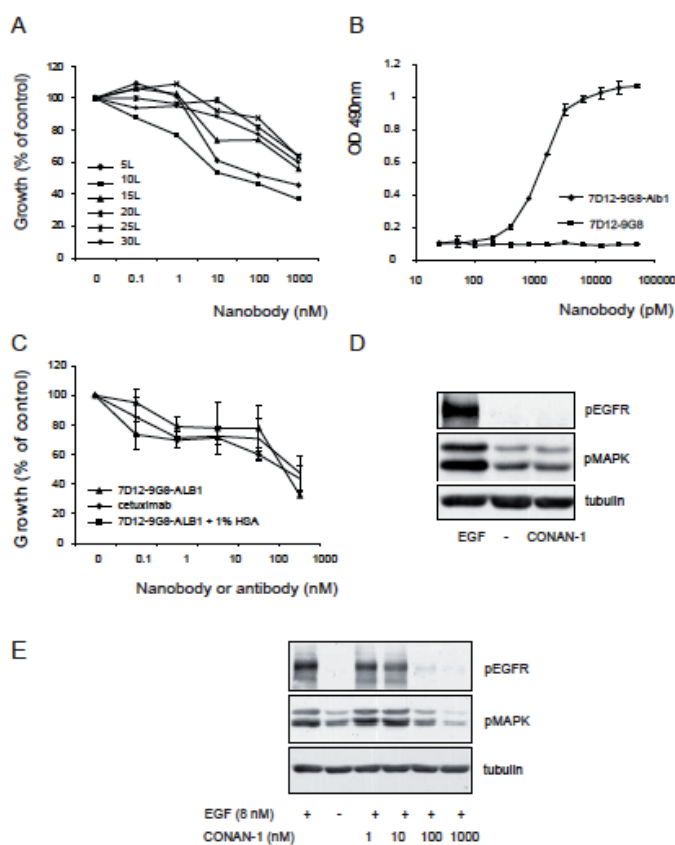 A
Growth (% of control)
140
120
100
80
60
40
20
0
5L
10L
15L
20L
25L
30L
0 0.1 1 10 100 1000
Nanobody (nM)
B
OD 490nm
1.2
1
0.8
0.6
0.4
0.2
0
7D12-9G8-Alb1
7D12-9G8
10 100 1000 10000 100000
Nanobody (pM)
C
Growth (% of control)
120
100
80
60
40
20
0
7D12-9G8-ALB1
cetuximab
7D12-9G8-ALB1 + 1% HSA
0 0.1 1 10 100 1000
Nanobody or antibody (nM)
D
pEGFR
pMAPK
tubulin
EGF - CONAN-1
E
pEGFR
pMAPK
tubulin
EGF (8 nM) + - + + + +
CONAN-1 (nM) 1 10 100 1000